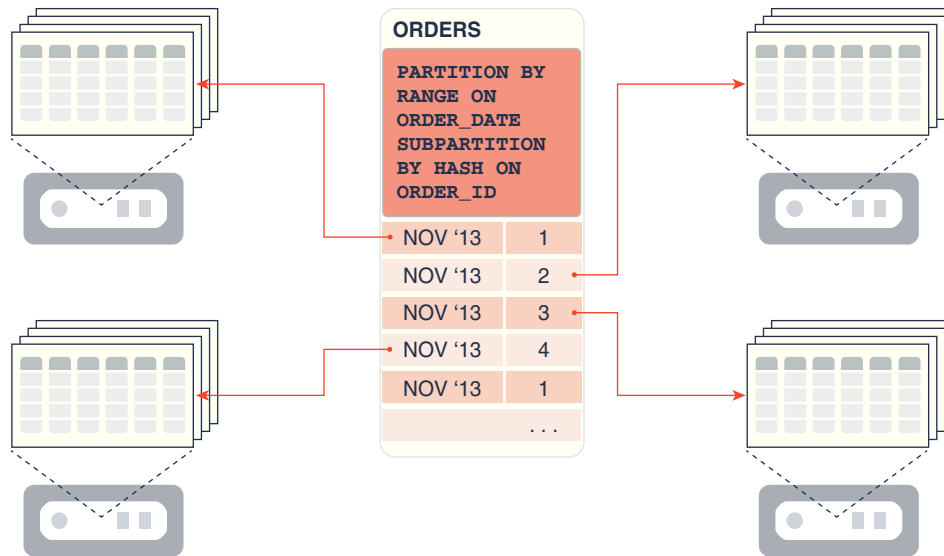 ORDERS
PARTITION BY
RANGE ON
ORDER_DATE
SUBPARTITION
BY HASH ON
ORDER_ID
NOV ‘13 1
NOV ‘13 2
NOV ‘13 3
NOV ‘13 4
NOV ‘13 1
. . .